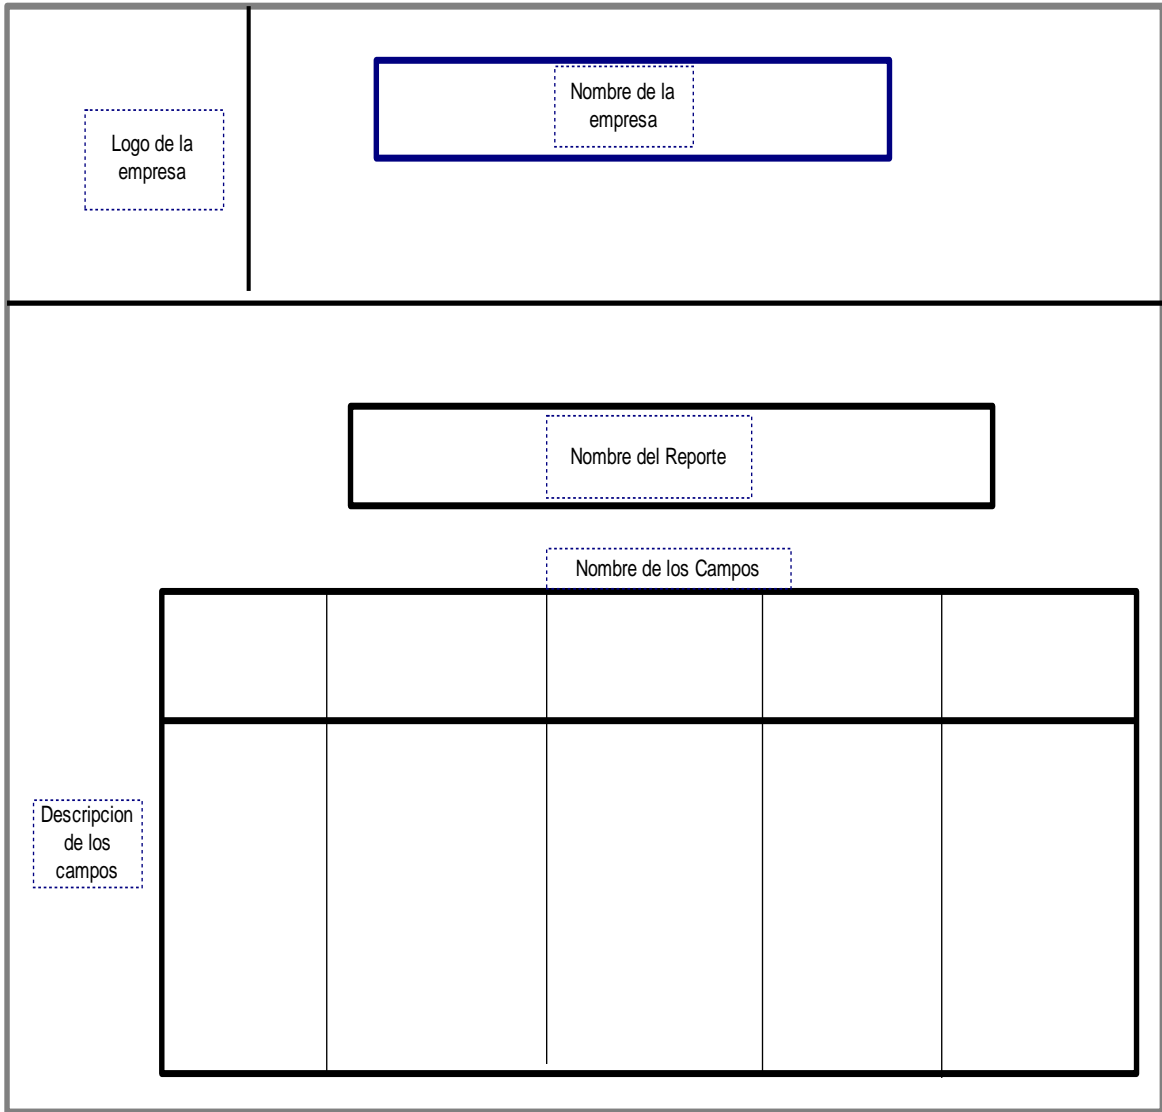 Nombre de la
empresa
Logo de la
empresa
Nombre del Reporte
Nombre de los Campos
Descripcion
de los
campos